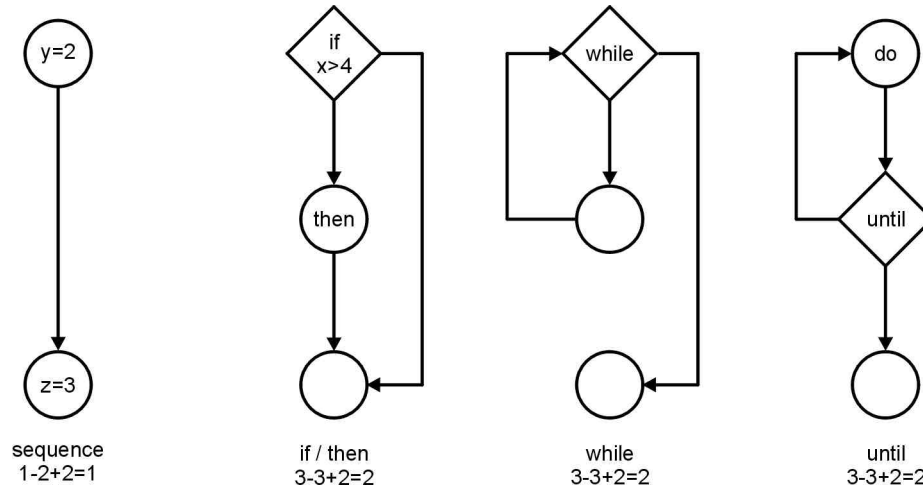 y=2
z=3
sequence
1-2+2=1
if
x>4
then
if / then
3-3+2=2
while
while
3-3+2=2
do
until
until
3-3+2=2